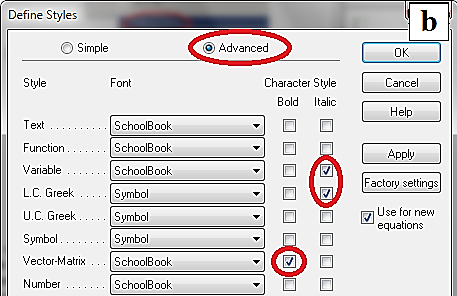 Define Styles
b
Simple Advanced
OK
Style Font Character Style
Bold Italic
Cancel
Help
Text . . . . . . . . . . SchoolBook
Function . . . . . . . SchoolBook
Apply
Variable . . . . . . . SchoolBook
L.C. Greek . . . . . Symbol
Factory settings
U.C. Greek . . . . . Symbol
Use for new
equations
Symbol . . . . . . . . Symbol
Vector-Matrix . . . SchoolBook
Number . . . . . . . . SchoolBook